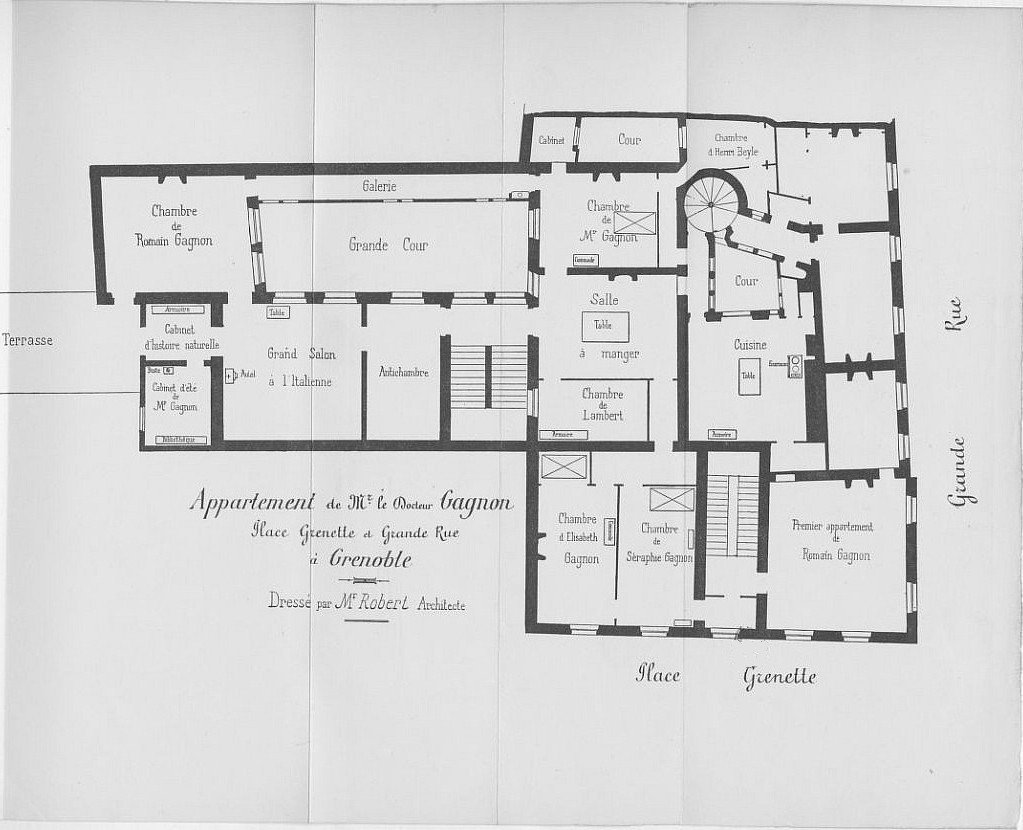 Cabinet
Cour
Chambre
d'Henri Beyle
Galerie
Chambre
de
Romain Gagnon
Grande Cour
Chambre
de
Mr Gagnon
Commode
Cour
Terrasse
Armoire
Cabinet
d'histoire naturelle
Table
Grand Salon
à l'Italienne
Autel
Antichambre
Salle
Table
à manger
Cuisine
Table
Fourneau
Armoire
Buste
Cabinet d'été
de
Mr Gagnon
Bibliothèque
Chambre
de
Lambert
Armoire
Rue
Grande
Appartement de Mr. le Docteur Gagnon
Place Grenette et Grande Rue
à Grenoble
Dressé par Mr Robert Architecte
Chambre
d'Elisabeth
Gagnon
Commode
Chambre
de
Séraphie Gagnon
Premier appartement
de
Romain Gagnon
Place Grenette